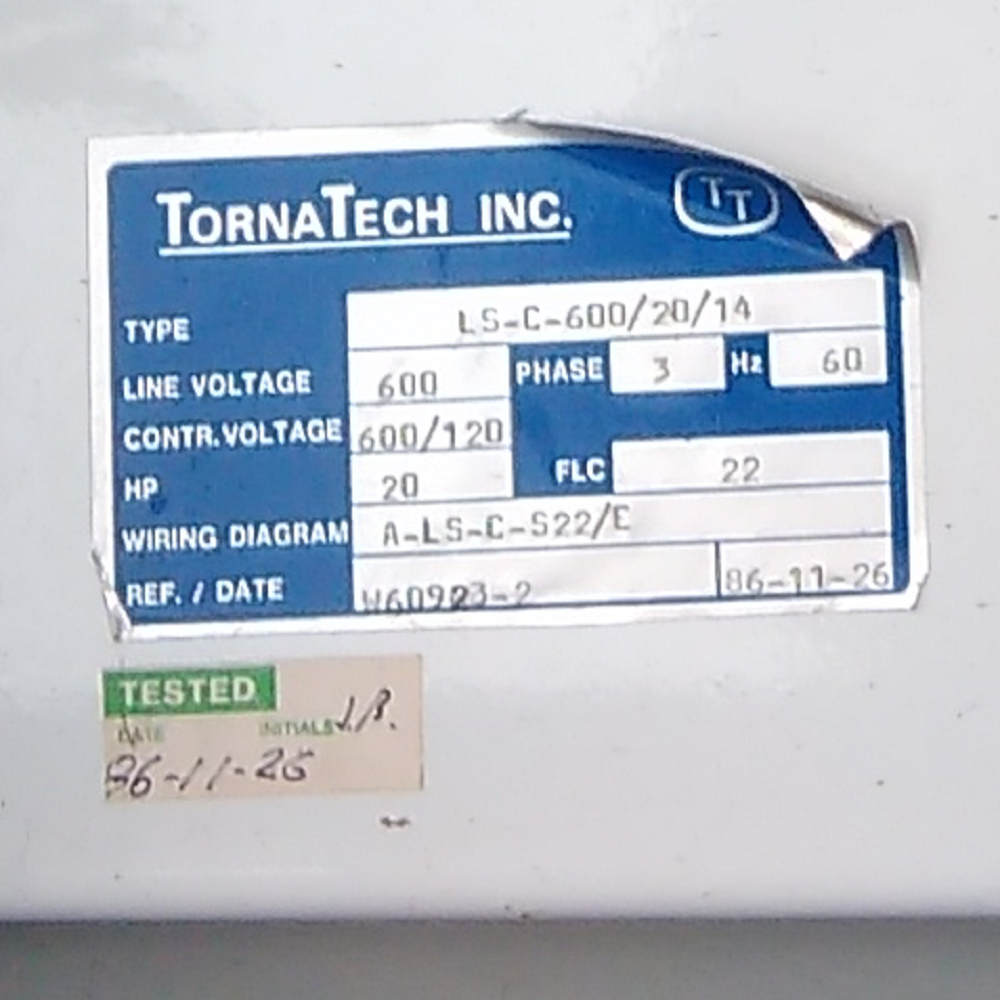 TORNATECH INC. TT
TYPE LS-C-600/20/14
LINE VOLTAGE 600 PHASE 3 Hz 60
CONTR.VOLTAGE 600/120
HP 20 FLC 22
WIRING DIAGRAM A-LS-C-S22/E
REF. / DATE W60923-2 86-11-26
TESTED
DATE INITIALS J.B.
86-11-26